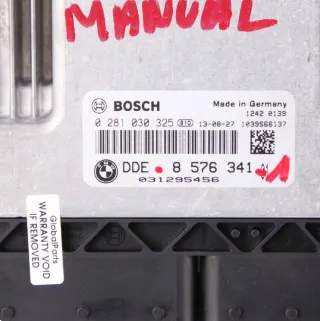 MANUAL
BOSCH
Made in Germany
1242 0139
0 281 030 325 13-08-27 1039S66137
DDE. 8 576 341
031295456
GlobalParts
WARRANTY VOID
IF REMOVED